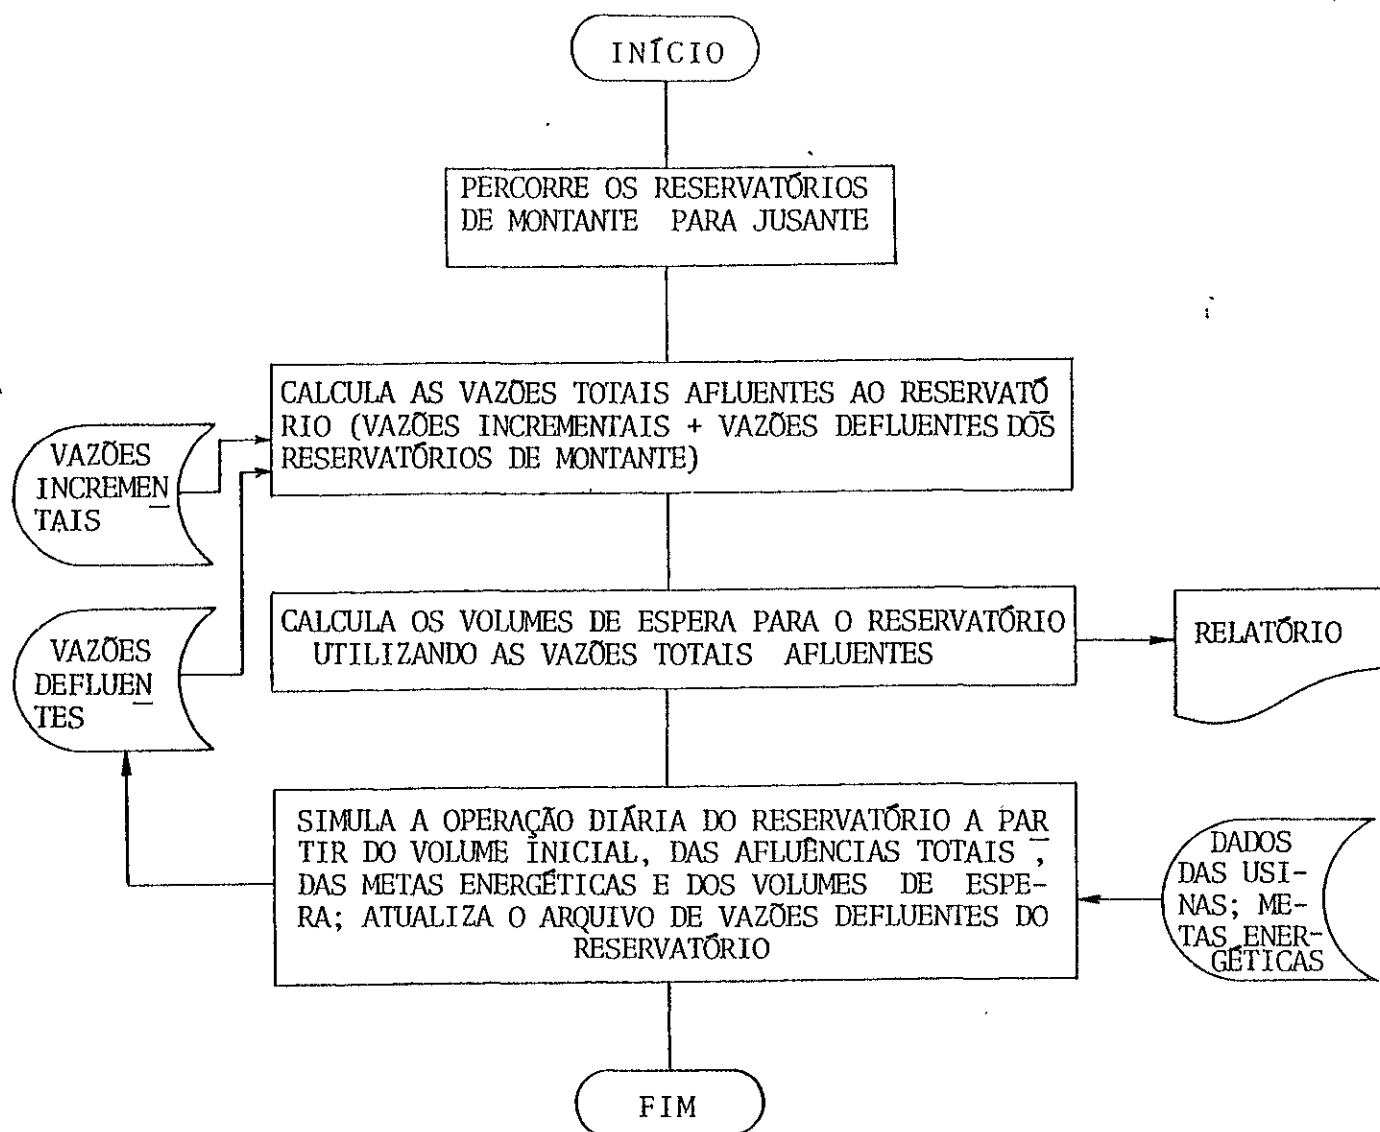 INÍCIO
PERCORRE OS RESERVATÓRIOS
DE MONTANTE PARA JUSANTE
CALCULA AS VAZÕES TOTAIS AFLUENTES AO RESERVATÓ
RIO (VAZÕES INCREMENTAIS + VAZÕES DEFLUENTES DOS
RESERVATÓRIOS DE MONTANTE)
VAZÕES
INCREMEN
TAIS
CALCULA OS VOLUMES DE ESPERA PARA O RESERVATÓRIO
UTILIZANDO AS VAZÕES TOTAIS AFLUENTES
RELATÓRIO
VAZÕES
DEFLUEN
TES
SIMULA A OPERAÇÃO DIÁRIA DO RESERVATÓRIO A PAR
TIR DO VOLUME INICIAL, DAS AFLUÊNCIAS TOTAIS ,
DAS METAS ENERGÉTICAS E DOS VOLUMES DE ESPE-
RA; ATUALIZA O ARQUIVO DE VAZÕES DEFLUENTES DO
RESERVATÓRIO
DADOS
DAS USI-
NAS; ME-
TAS ENER-
GÉTICAS
FIM